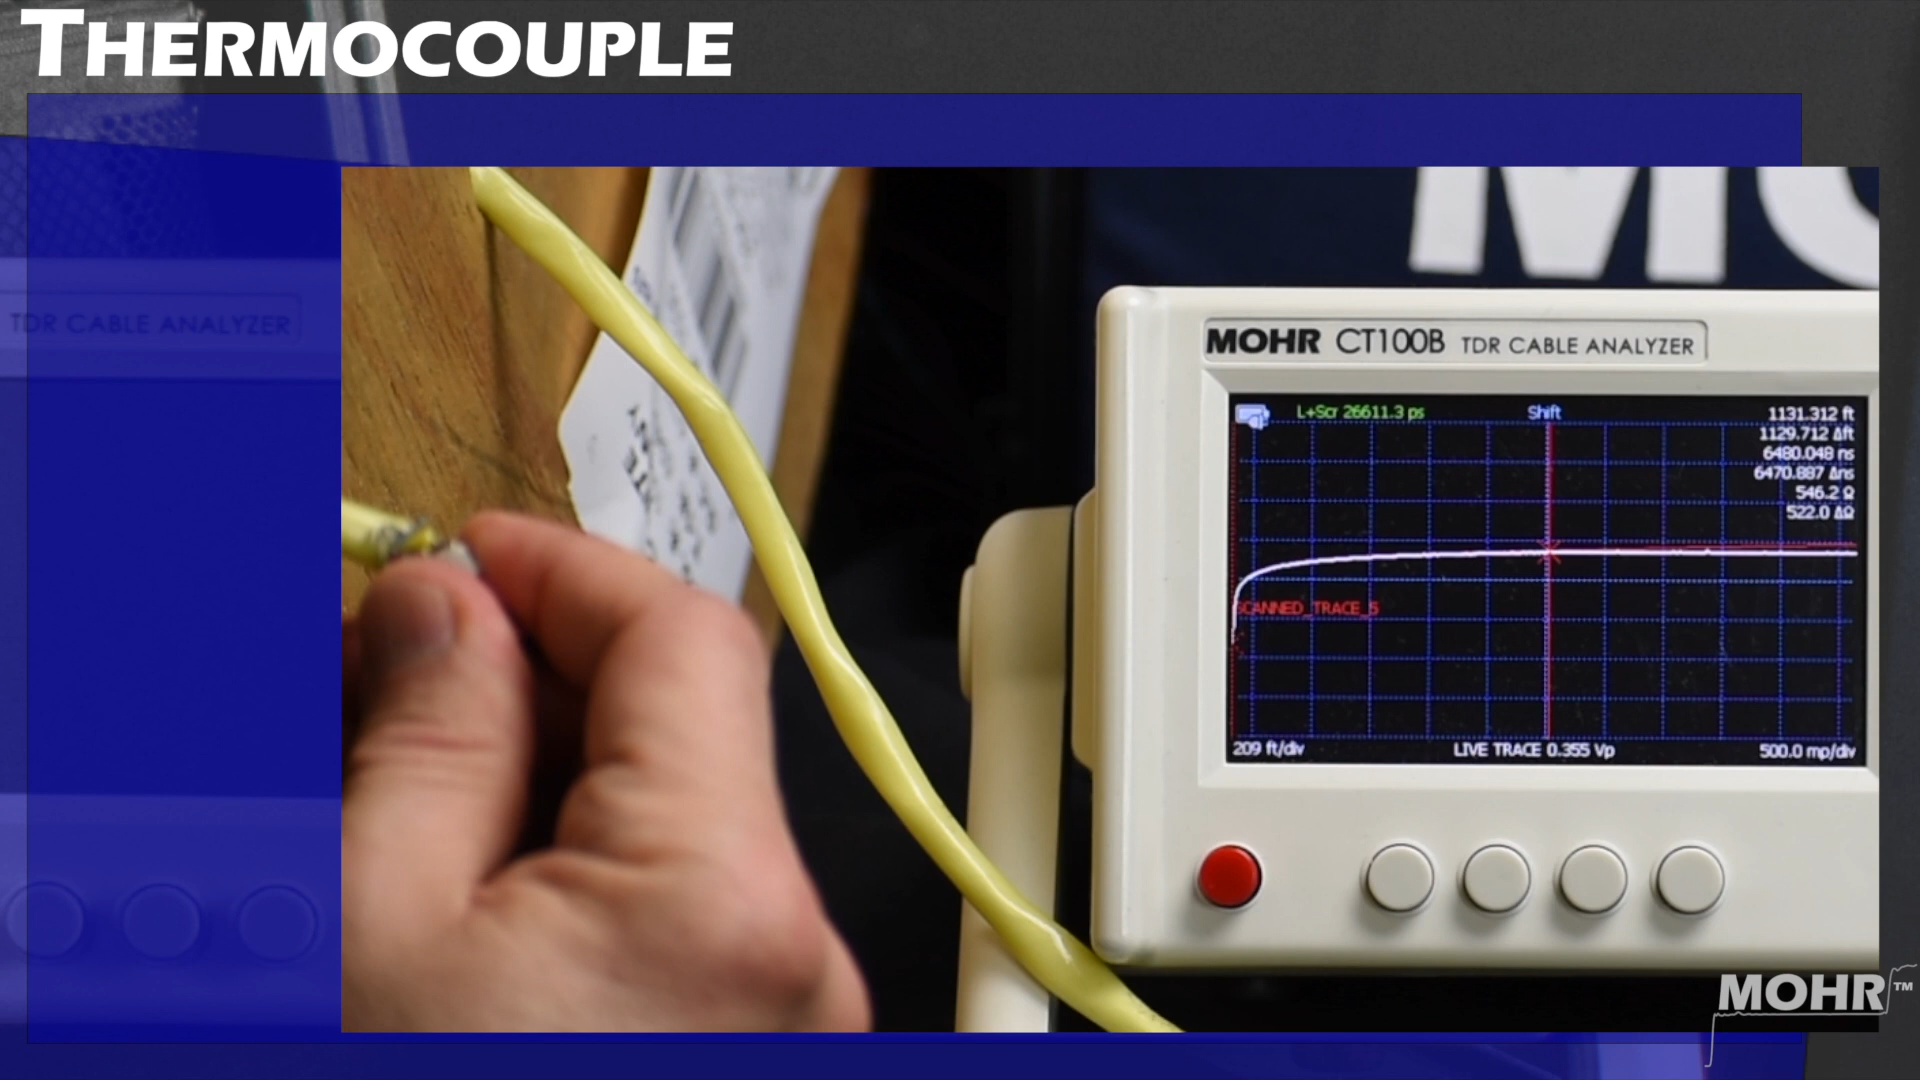 THERMOCOUPLE
TDR CABLE ANALYZER
MO
MOHR CT100B TDR CABLE ANALYZER
L+Scr 26611.3 ps
Shift
1131.312 ft
1129.712 Δft
6480.048 ns
6470.887 Δns
546.2 Ω
522.0 ΔΩ
SCANNED_TRACE_5
209 ft/div
LIVE TRACE 0.355 Vp
500.0 mρ/div
MOHR™